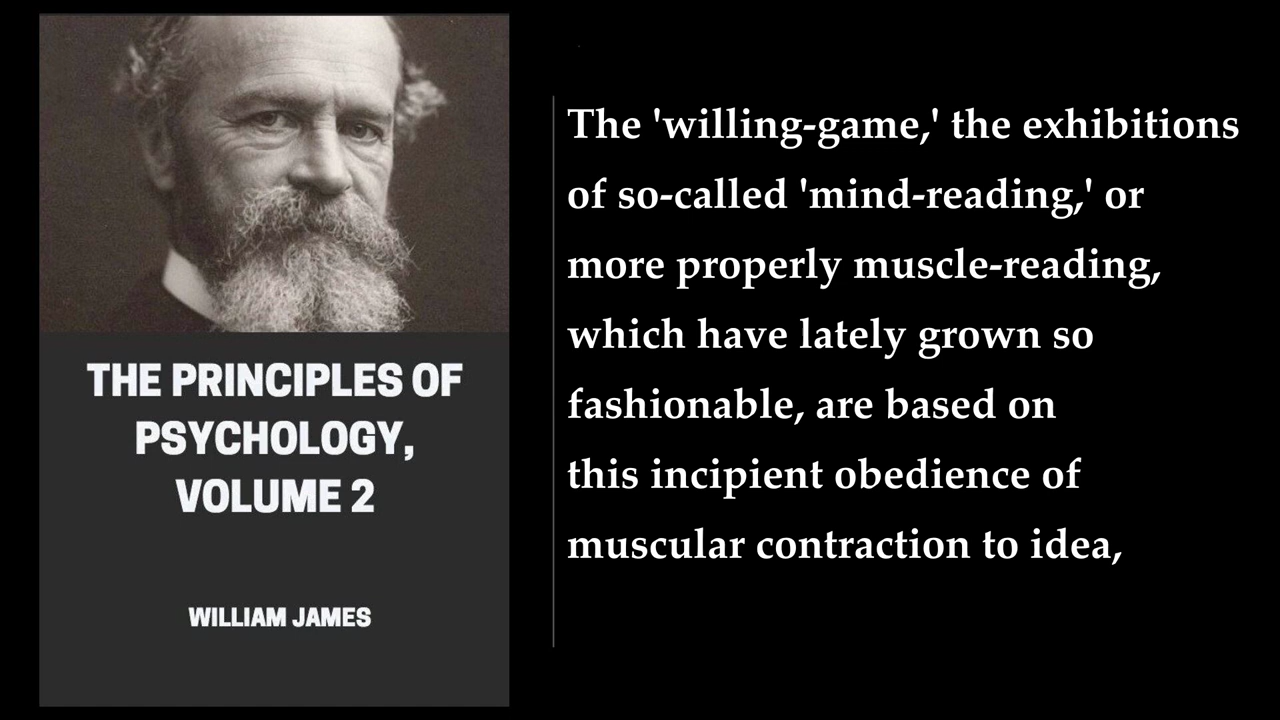 THE PRINCIPLES OF
PSYCHOLOGY,
VOLUME 2
WILLIAM JAMES
The 'willing-game,' the exhibitions
of so-called 'mind-reading,' or
more properly muscle-reading,
which have lately grown so
fashionable, are based on
this incipient obedience of
muscular contraction to idea,